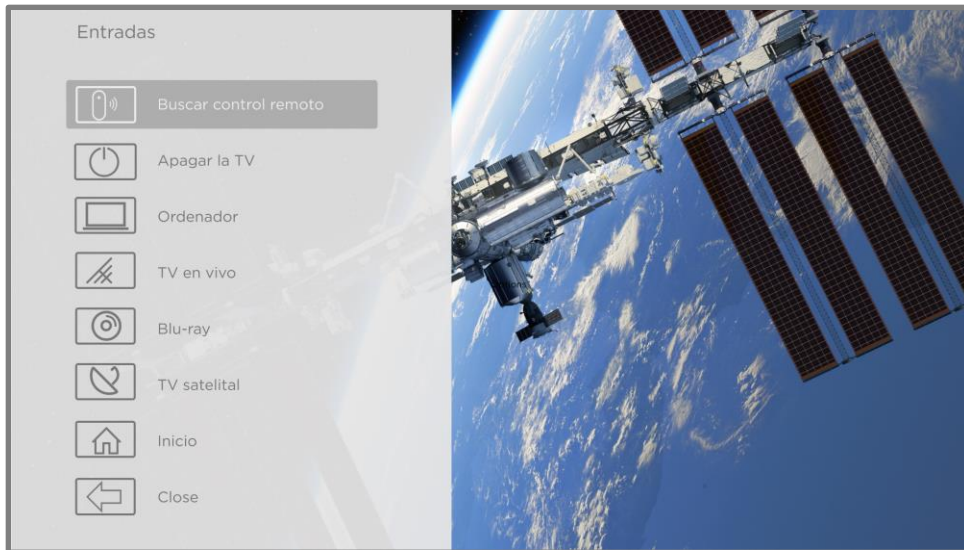 Entradas
Buscar control remoto
Apagar la TV
Ordenador
TV en vivo
Blu-ray
TV satelital
Inicio
Close